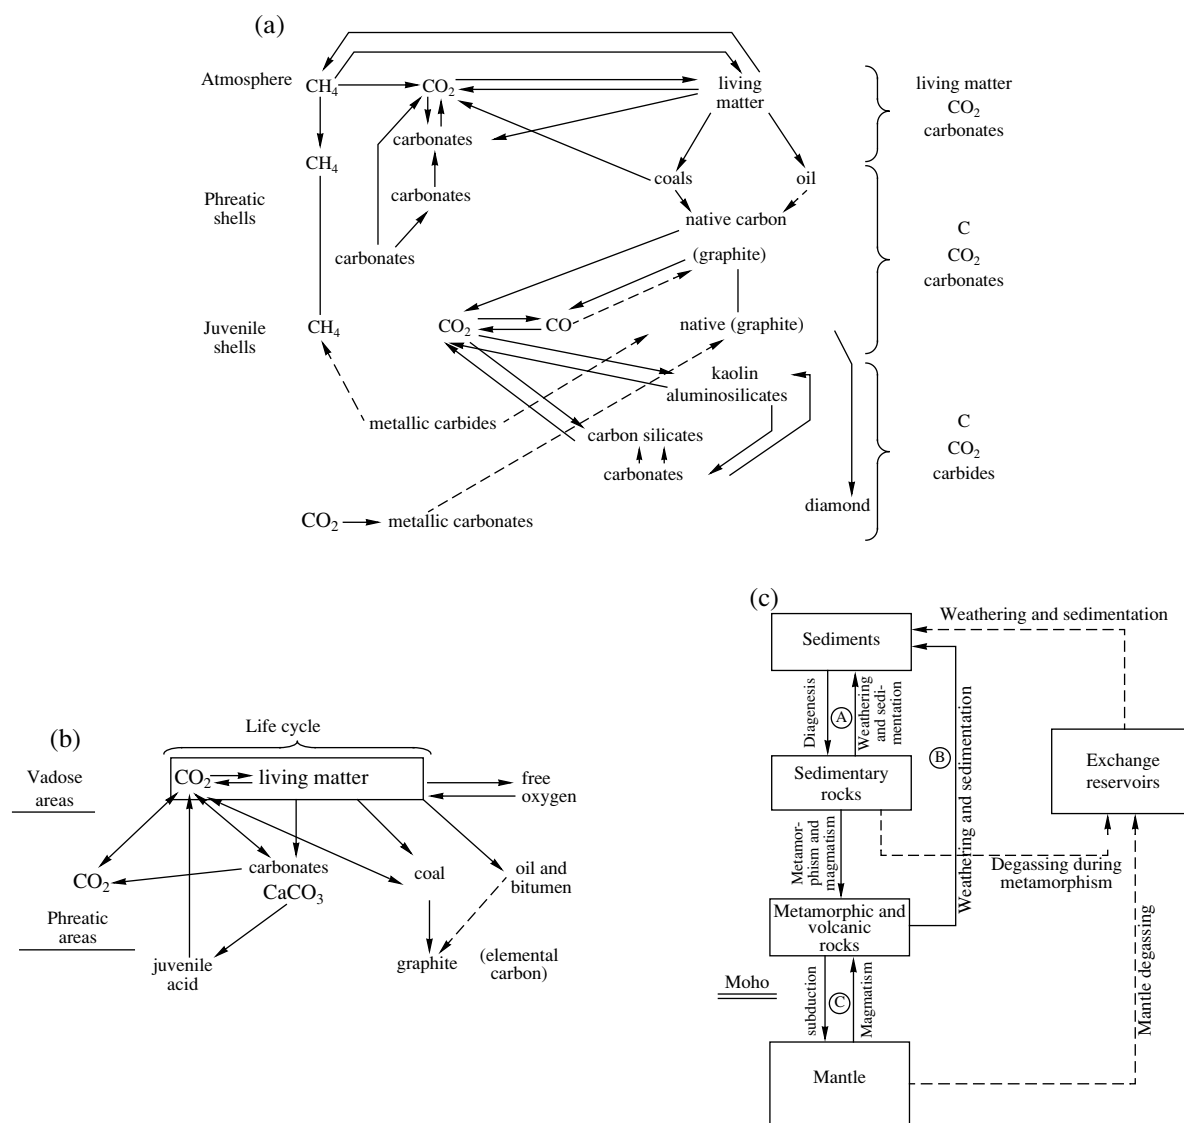 (a)
Atmosphere
CH4
CO2
living
matter
living matter
CO2
carbonates
carbonates
CH4
coals
oil
Phreatic
shells
carbonates
native carbon
C
CO2
carbonates
carbonates
(graphite)
Juvenile
shells
CH4
CO2
CO
native (graphite)
kaolin
aluminosilicates
metallic carbides
carbon silicates
C
CO2
carbides
carbonates
diamond
CO2
metallic carbonates
(b)
Life cycle
Vadose
areas
CO2
living matter
free
oxygen
CO2
carbonates
CaCO3
coal
oil and
bitumen
Phreatic
areas
juvenile
acid
graphite
(elemental
carbon)
(c)
Sediments
Weathering and sedimentation
Diagenesis
A
Weathering
and sedi-
mentation
B
Weathering and sedimentation
Exchange
reservoirs
Sedimentary
rocks
Metamor-
phism and
magmatism
Degassing during
metamorphism
Metamorphic and
volcanic
rocks
Moho
subduction
C
Magmatism
Mantle degassing
Mantle